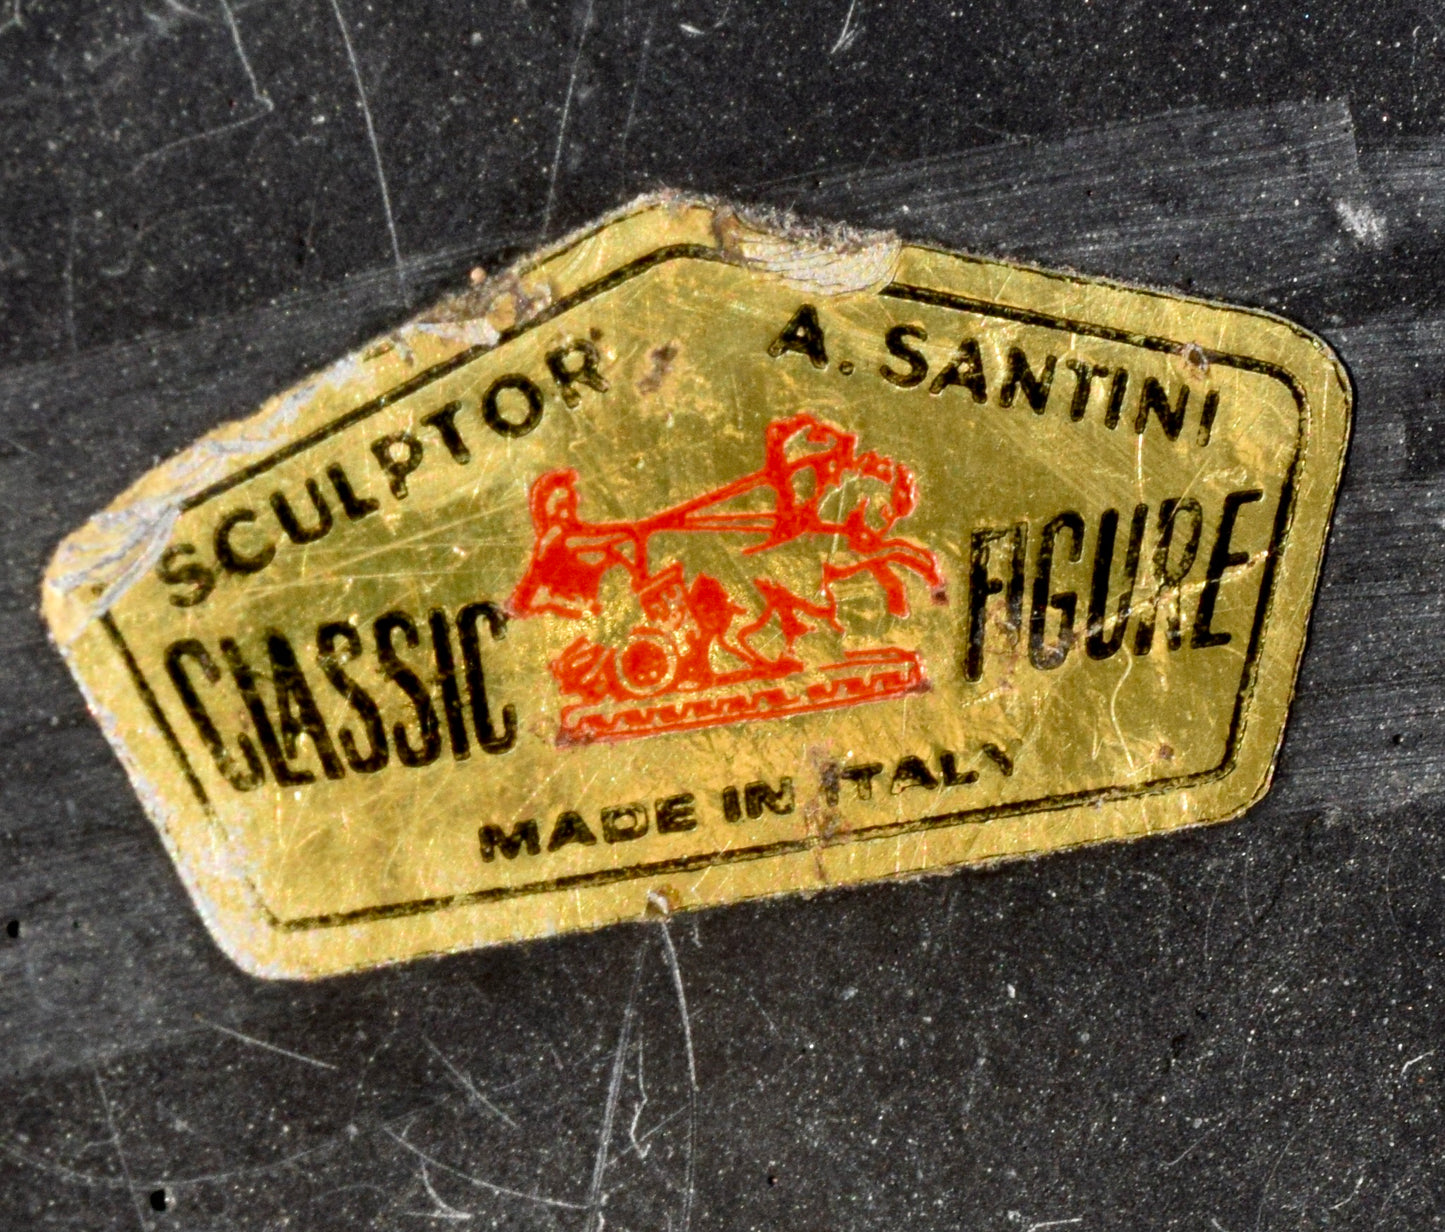 SCULPTOR A. SANTINI
CLASSIC FIGURE
MADE IN ITALY